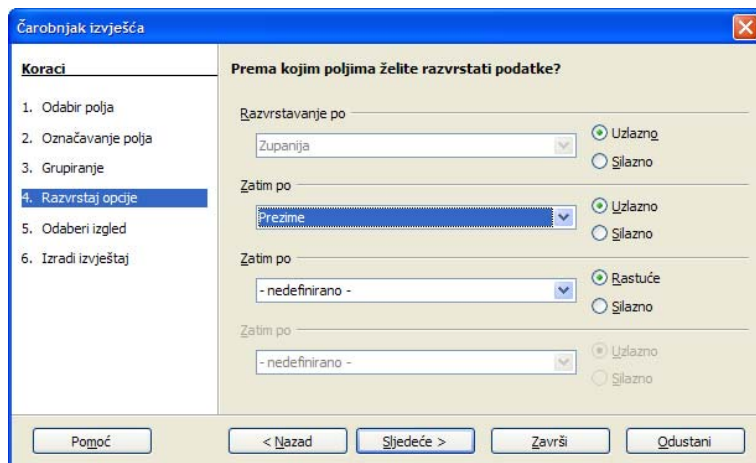 Čarobnjak izvješća
Koraci
1. Odabir polja
2. Označavanje polja
3. Grupiranje
4. Razvrstaj opcije
5. Odaberi izgled
6. Izradi izvještaj
Prema kojim poljima želite razvrstati podatke?
Razvrstavanje po
Zupanija
Uzlazno
Silazno
Zatim po
Prezime
Uzlazno
Silazno
Zatim po
- nedefinirano -
Rastuće
Silazno
Zatim po
- nedefinirano -
Uzlazno
Silazno
Pomoć
< Nazad
Sljedeće >
Završi
Odustani